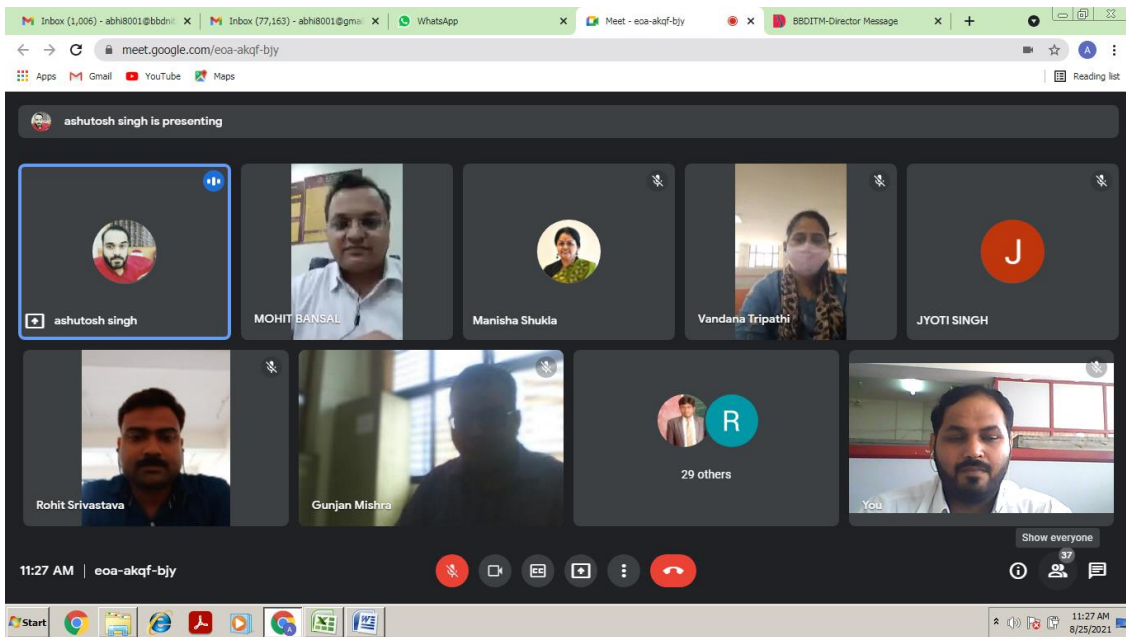 Inbox (1,006) - abhi8001@bbdnit
Inbox (77,163) - abhi8001@gmai
WhatsApp
Meet - eoa-akqf-bjy
BBDITM-Director Message
meet.google.com/eoa-akqf-bjy
A
Apps
Gmail
YouTube
Maps
Reading list
ashutosh singh is presenting
ashutosh singh
MOHIT BANSAL
Manisha Shukla
Vandana Tripathi
J
JYOTI SINGH
Rohit Srivastava
Gunjan Mishra
R
29 others
You
Show everyone
37
11:27 AM | eoa-akqf-bjy
CC
Start
11:27 AM
8/25/2021